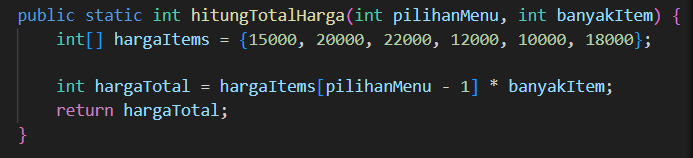 public static int hitungTotalHarga(int pilihanMenu, int banyakItem) {
int[] hargaItems = {15000, 20000, 22000, 12000, 10000, 18000};
int hargaTotal = hargaItems[pilihanMenu - 1] * banyakItem;
return hargaTotal;
}